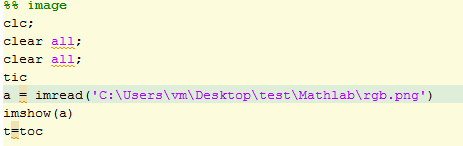 %% image
clc;
clear all;
clear all;
tic
a = imread('C:\Users\vm\Desktop\test\Mathlab\rgb.png')
imshow(a)
t=toc